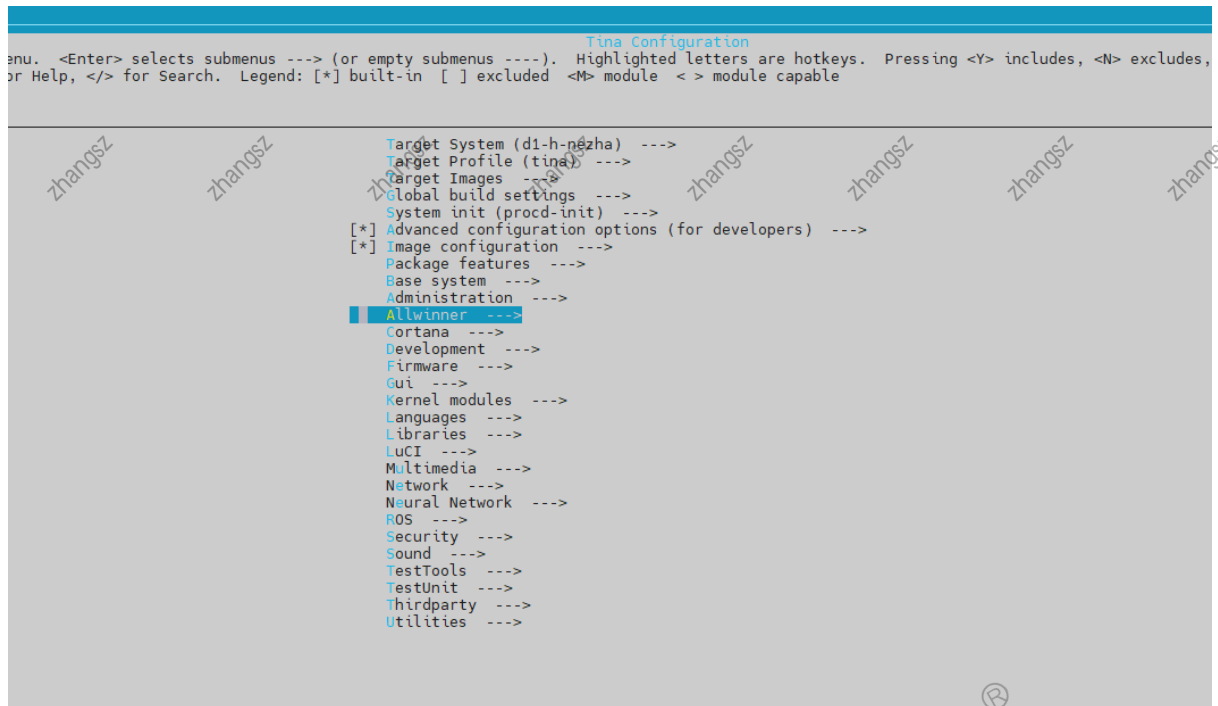 Tina Configuration
enu.  <Enter> selects submenus ---> (or empty submenus ----).  Highlighted letters are hotkeys.  Pressing <Y> includes, <N> excludes,
or Help, </> for Search.  Legend: [*] built-in  [ ] excluded  <M> module  < > module capable
Target System (d1-h-nezha)  --->
Target Profile (tina)  --->
Target Images  --->
Global build settings  --->
System init (procd-init)  --->
[*] Advanced configuration options (for developers)  --->
[*] Image configuration  --->
Package features  --->
Base system  --->
Administration  --->
Allwinner  --->
Cortana  --->
Development  --->
Firmware  --->
Gui  --->
Kernel modules  --->
Languages  --->
Libraries  --->
LuCI  --->
Multimedia  --->
Network  --->
Neural Network  --->
ROS  --->
Security  --->
Sound  --->
TestTools  --->
TestUnit  --->
Thirdparty  --->
Utilities  --->
zhangsz
zhangsz
zhangsz
zhangsz
zhangsz
zhangsz
zhangsz
zhangs
®